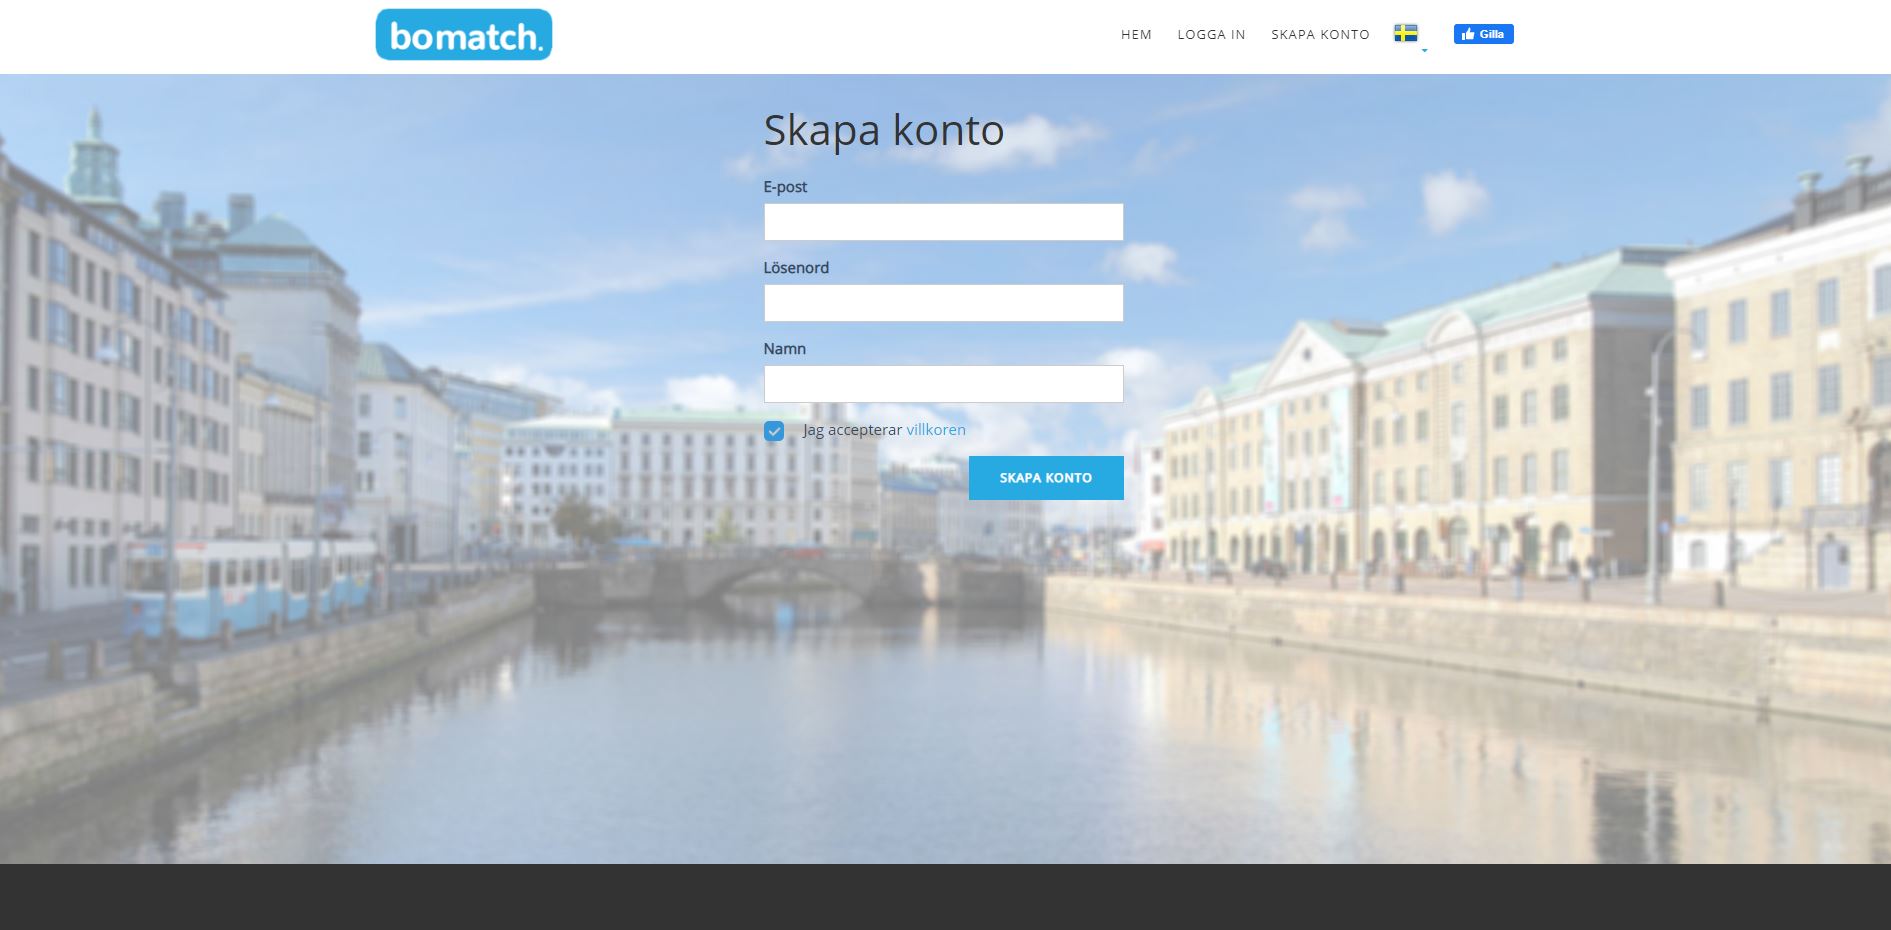 bomatch.
HEM LOGGA IN SKAPA KONTO Gilla
Skapa konto
E-post
Lösenord
Namn
Jag accepterar villkoren
SKAPA KONTO